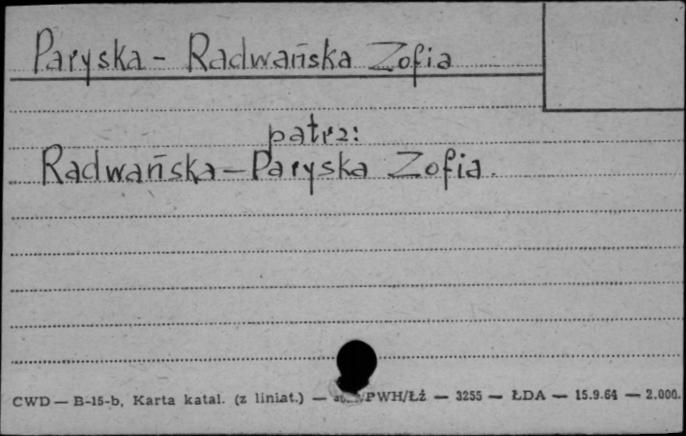 Paryska - Radwańska Zofia
patrz:
Radwańska - Paryska Zofia.
CWD — B-15-b, Karta katal. (z liniat.) — PWH/Łż — 3255 — ŁDA — 15.9.64 — 2.000.